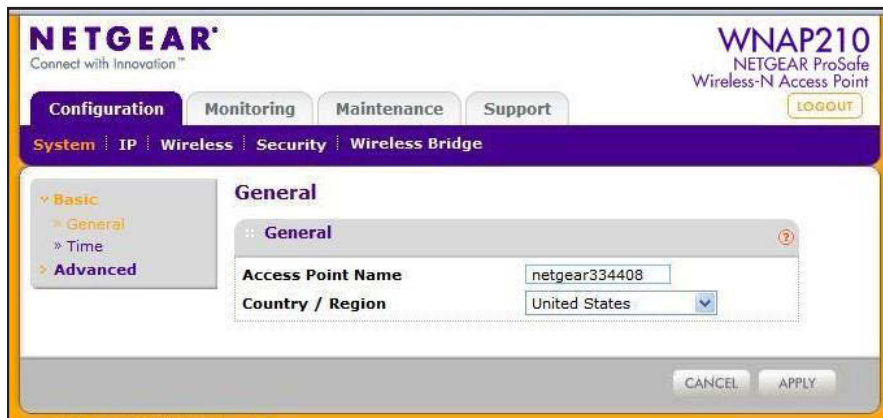 NETGEAR®
Connect with Innovation™
WNAP210
NETGEAR ProSafe
Wireless-N Access Point
LOGOUT
Configuration Monitoring Maintenance Support
System IP Wireless Security Wireless Bridge
Basic
» General
» Time
Advanced
General
General
Access Point Name netgear334408
Country / Region United States
CANCEL APPLY